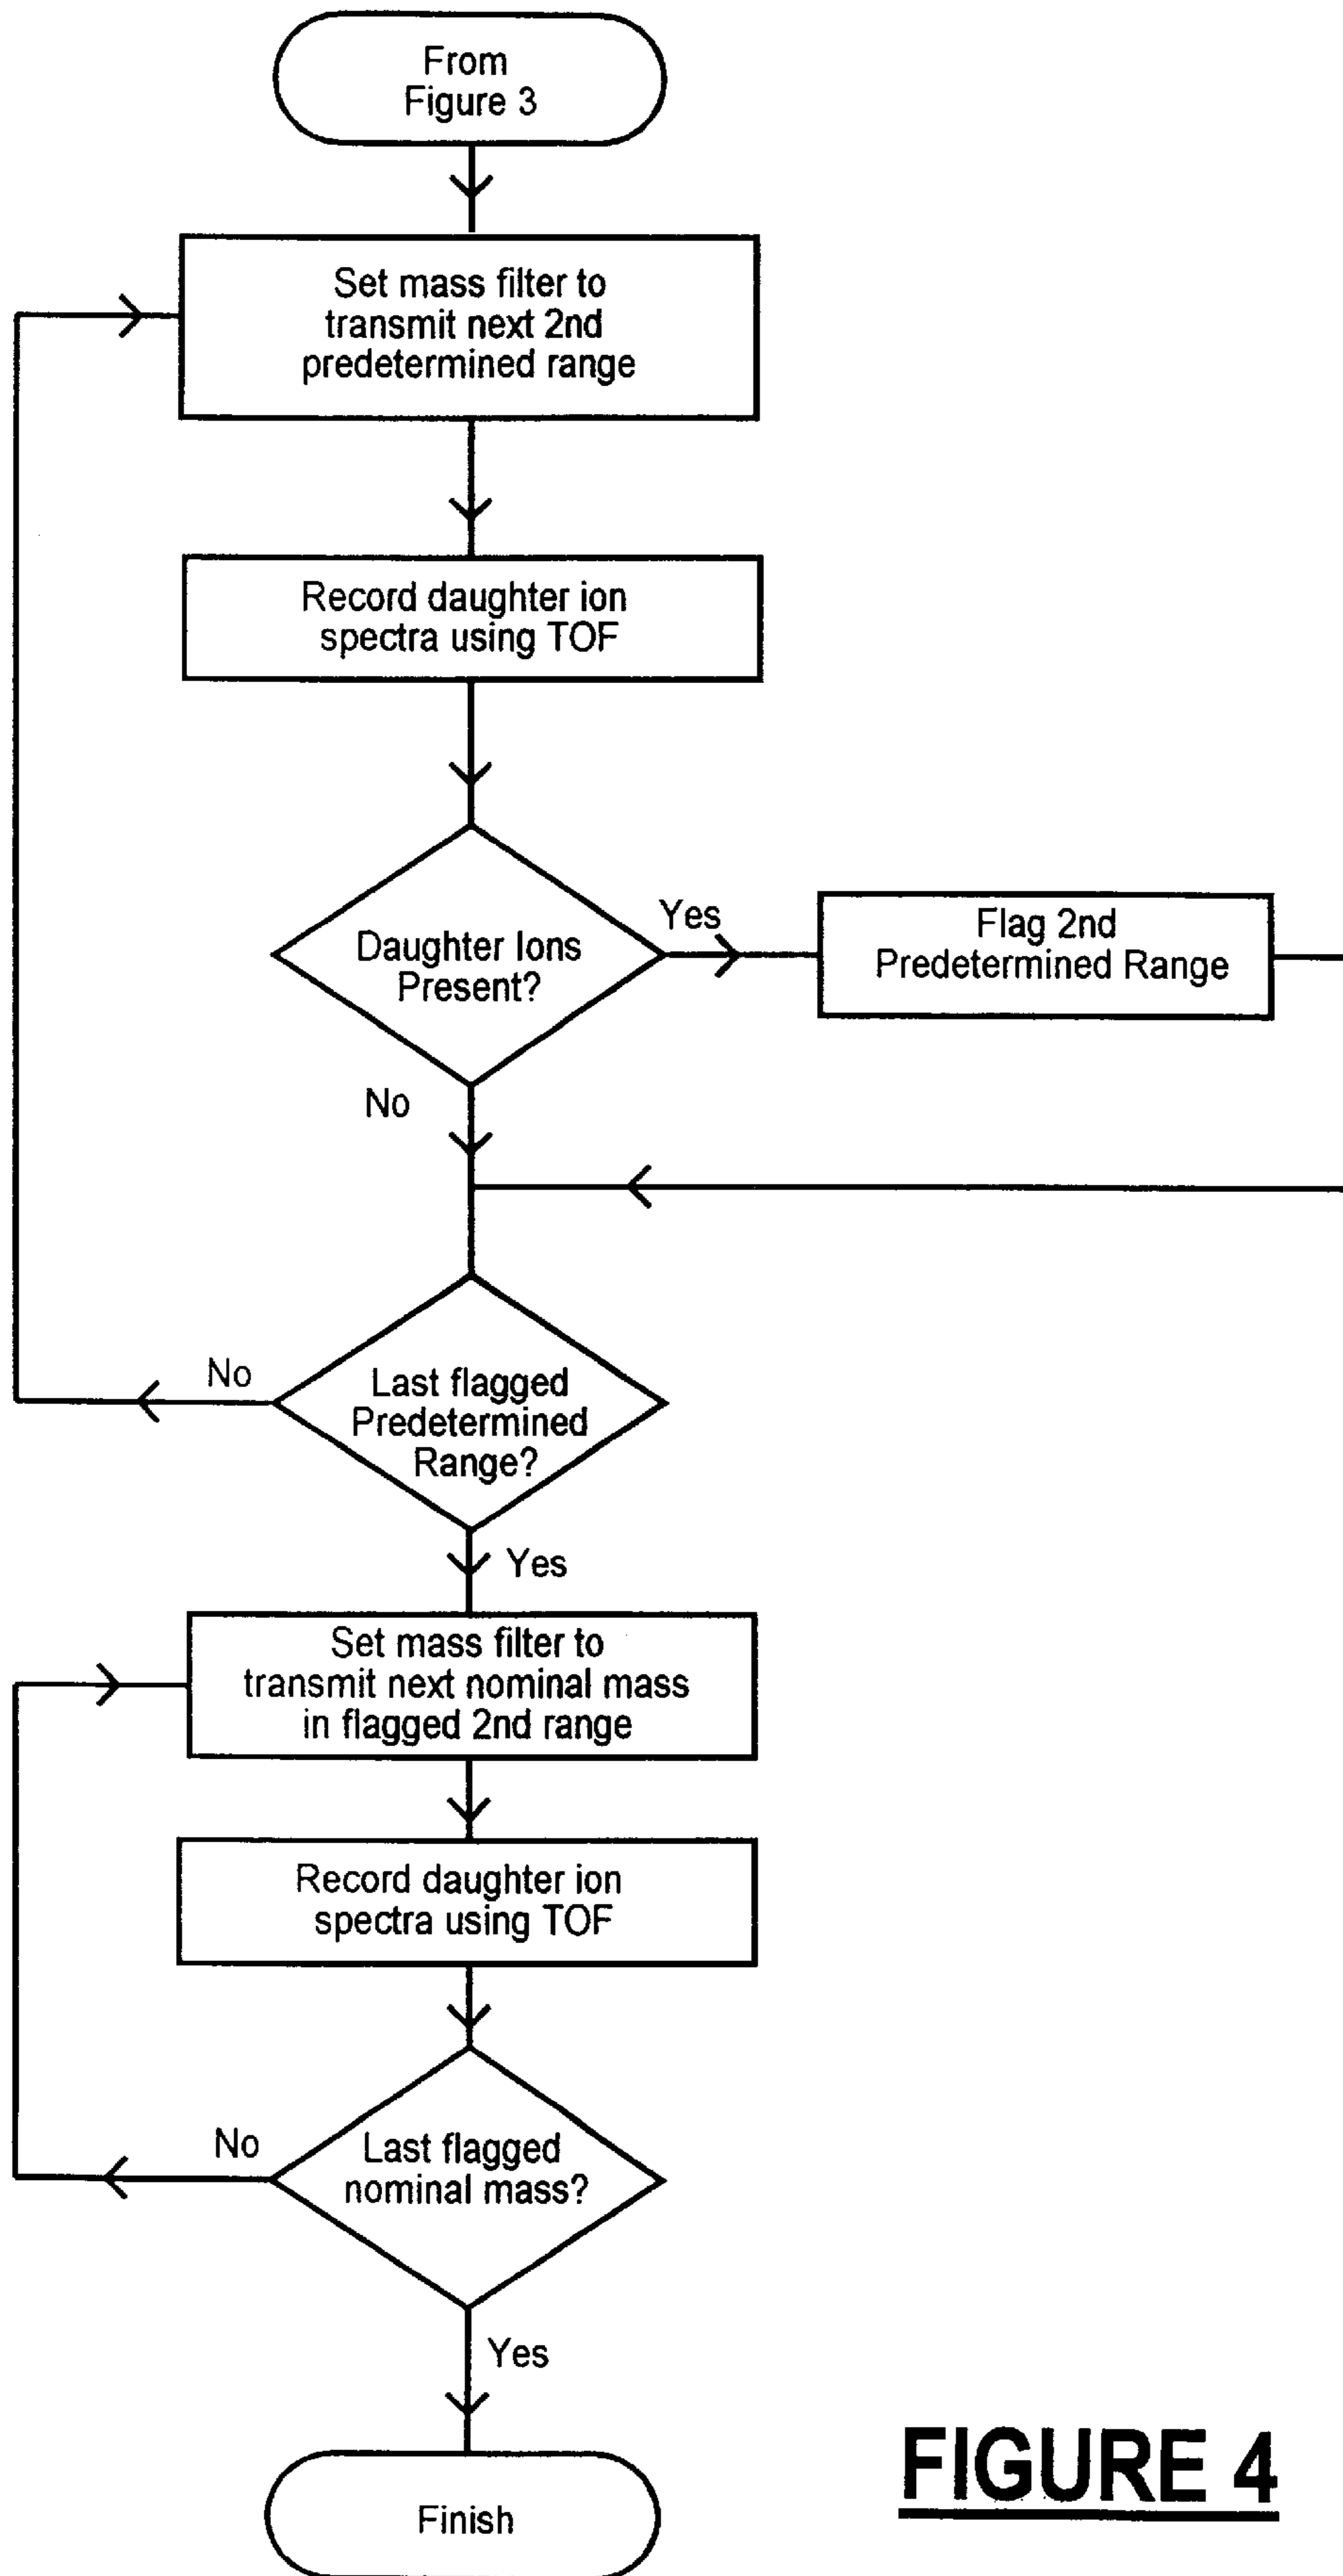 From
Figure 3
Set mass filter to
transmit next 2nd
predetermined range
Record daughter ion
spectra using TOF
Daughter Ions
Present?
Yes
Flag 2nd
Predetermined Range
No
Last flagged
Predetermined
Range?
No
Yes
Set mass filter to
transmit next nominal mass
in flagged 2nd range
Record daughter ion
spectra using TOF
Last flagged
nominal mass?
No
Yes
Finish
FIGURE 4